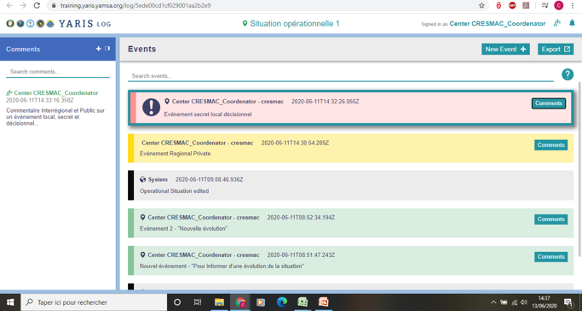 training.yaris.yamsa.org/log/5ede00cd1cf029001aa2b2e9
YARIS LOG
Situation opérationnelle 1
Signed in as Center CRESMAC_Coordenator
Comments
Search comments...
Center CRESMAC_Coordenator
2020-06-11T14:33:16.358Z
Commentaire Interrégional et Public sur
un événement local, secret et
décisionnel...
Events
New Event +
Export
Search events...
?
Center CRESMAC_Coordenator - cresmac 2020-06-11T14:32:26.065Z
Comments
Evénement secret local décisionnel
Center CRESMAC_Coordenator - cresmac 2020-06-11T14:30:54.285Z
Comments
Evénement Regional Private
System 2020-06-11T09:08:46.936Z
Operational Situation edited
Center CRESMAC_Coordenator - cresmac 2020-06-11T08:52:34.194Z
Comments
Evénement 2 - "Nouvelle évolution"
Center CRESMAC_Coordenator - cresmac 2020-06-11T08:51:47.243Z
Comments
Nouvel événement - "Pour informer d'une évolution de la situation"
Taper ici pour rechercher
14:37
13/06/2020